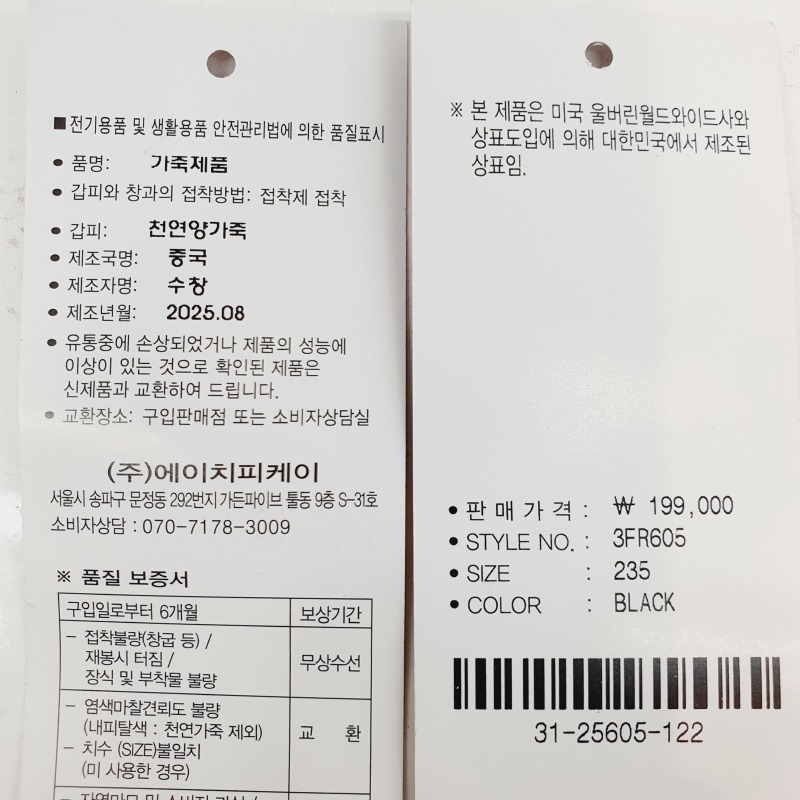 ■ 전기용품 및 생활용품 안전관리법에 의한 품질표시
• 품명: 가죽제품
• 갑피와 창과의 접착방법: 접착제 접착
• 갑피: 천연양가죽
• 제조국명: 중국
• 제조자명: 수창
• 제조년월: 2025.08
• 유통중에 손상되었거나 제품의 성능에
이상이 있는 것으로 확인된 제품은
신제품과 교환하여 드립니다.
• 교환장소: 구입판매점 또는 소비자상담실
(주)에이치피케이
서울시 송파구 문정동 292번지 가든파이브 툴동 9층 S-31호
소비자상담 : 070-7178-3009
※ 품질 보증서
구입일로부터 6개월 보상기간
- 접착불량(창굽 등) /
재봉시 터짐 /
장식 및 부착물 불량
무상수선
- 염색마찰견뢰도 불량
(내피탈색 : 천연가죽 제외)
- 치수 (SIZE)불일치
(미 사용한 경우)
교 환
※ 본 제품은 미국 울버린월드와이드사와
상표도입에 의해 대한민국에서 제조된
상표임.
• 판매가격 : ₩ 199,000
• STYLE NO. : 3FR605
• SIZE : 235
• COLOR : BLACK
31-25605-122